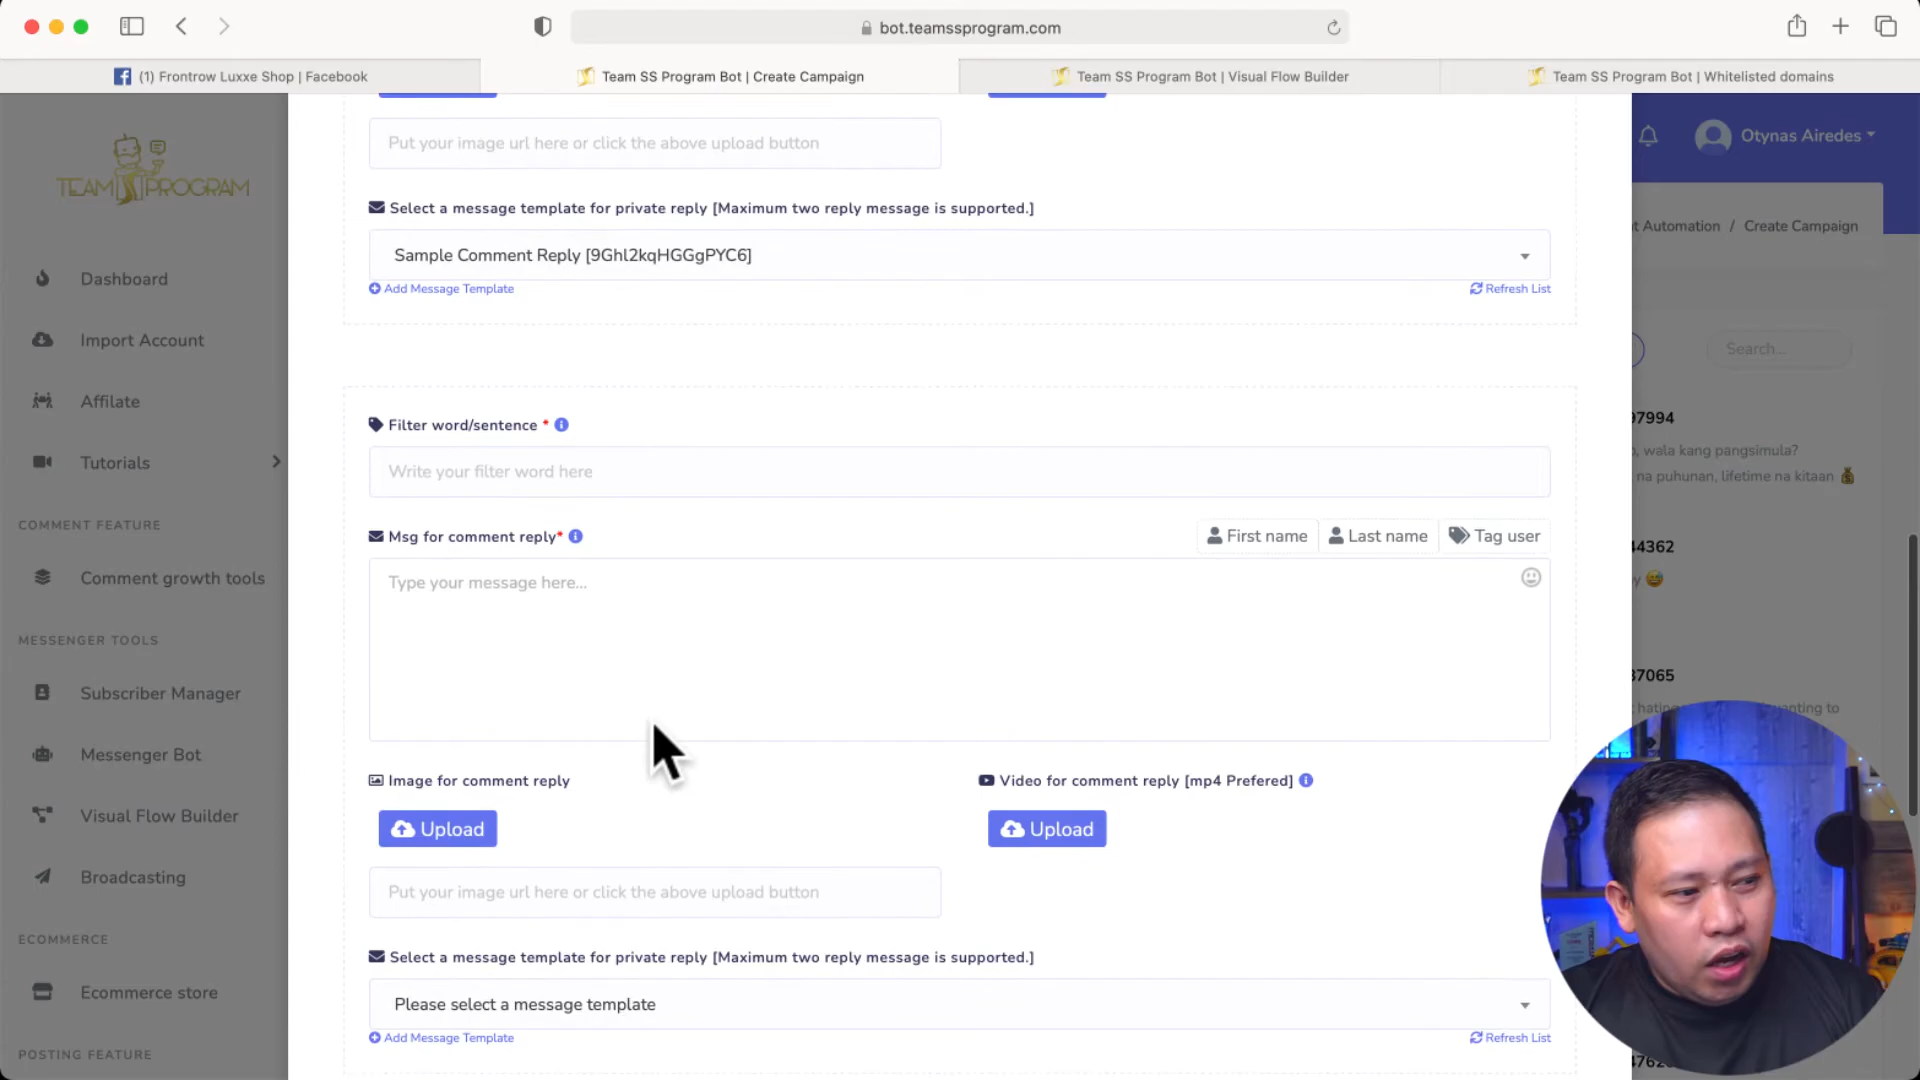 bot.teamssprogram.com
(1) Frontrow Luxxe Shop | Facebook
Team SS Program Bot | Create Campaign
Team SS Program Bot | Visual Flow Builder
Team SS Program Bot | Whitelisted domains
TEAM PROGRAM
Otynas Airedes
t Automation / Create Campaign
Dashboard
Import Account
Affilate
Tutorials
COMMENT FEATURE
Comment growth tools
MESSENGER TOOLS
Subscriber Manager
Messenger Bot
Visual Flow Builder
Broadcasting
ECOMMERCE
Ecommerce store
POSTING FEATURE
Put your image url here or click the above upload button
Select a message template for private reply [Maximum two reply message is supported.]
Sample Comment Reply [9Ghl2kqHGGgPYC6]
Add Message Template
Refresh List
Filter word/sentence *
Write your filter word here
Msg for comment reply*
First name
Last name
Tag user
Type your message here...
Image for comment reply
Upload
Put your image url here or click the above upload button
Video for comment reply [mp4 Prefered]
Upload
Select a message template for private reply [Maximum two reply message is supported.]
Please select a message template
Add Message Template
Refresh List
Search...
97994
, wala kang pangsimula?
na puhunan, lifetime na kitaan 💰
44362
y 😅
37065